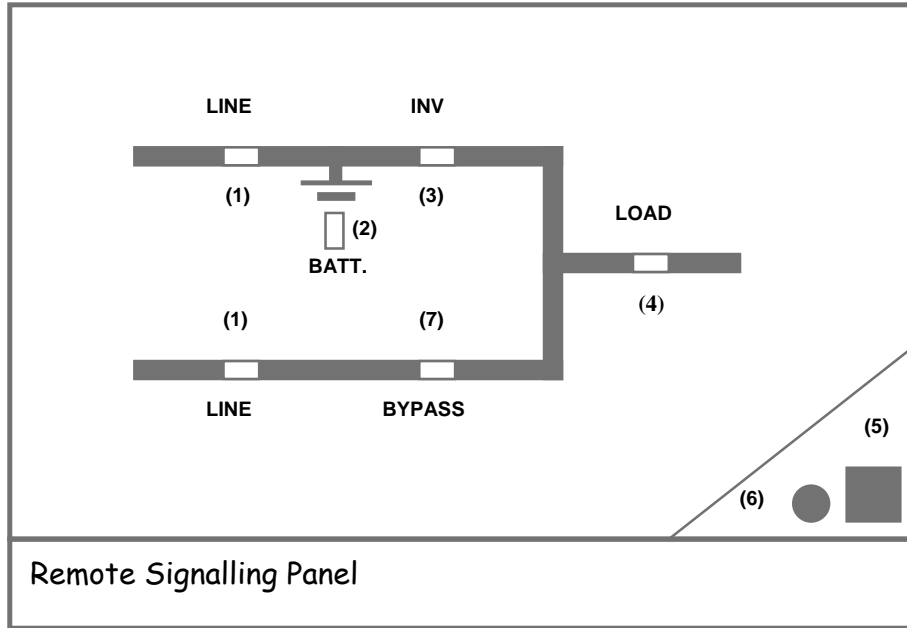 LINE INV
(1) (3)
LOAD
(2)
BATT.
(4)
(1) (7)
LINE BYPASS
(5)
(6)
Remote Signalling Panel